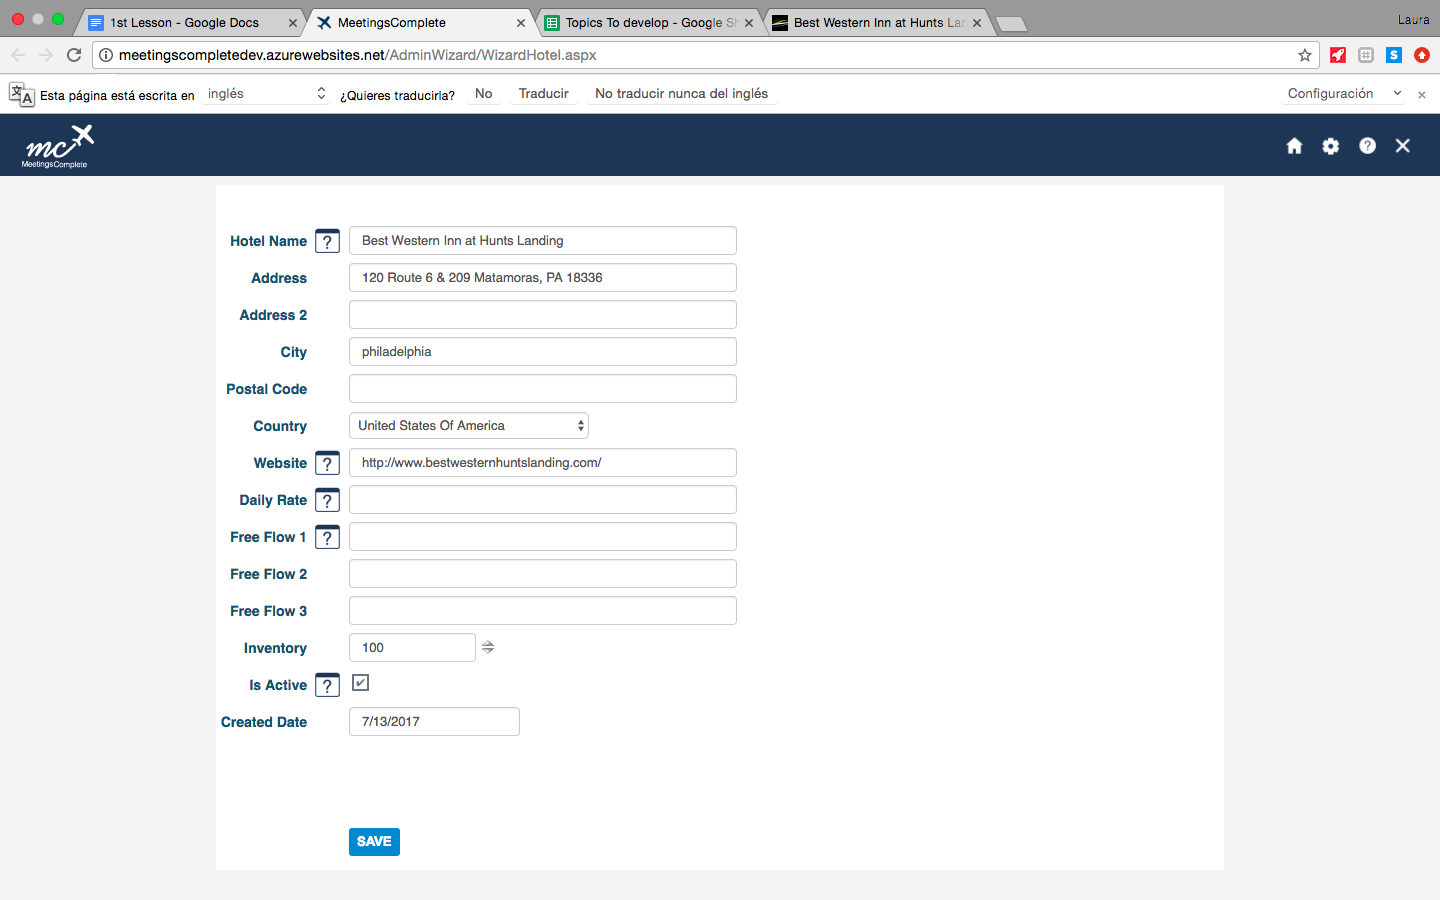 1st Lesson - Google Docs
MeetingsComplete
Topics To develop - Google Sh
Best Western Inn at Hunts Lan
Laura
meetingscompletedev.azurewebsites.net/AdminWizard/WizardHotel.aspx
Esta página está escrita en
inglés
¿Quieres traducirla?
No
Traducir
No traducir nunca del inglés
Configuración
mc
MeetingsComplete
Hotel Name ? Best Western Inn at Hunts Landing
Address 120 Route 6 & 209 Matamoras, PA 18336
Address 2
City philadelphia
Postal Code
Country United States Of America
Website ? http://www.bestwesternhuntslanding.com/
Daily Rate ?
Free Flow 1 ?
Free Flow 2
Free Flow 3
Inventory 100
Is Active ?
Created Date 7/13/2017
SAVE